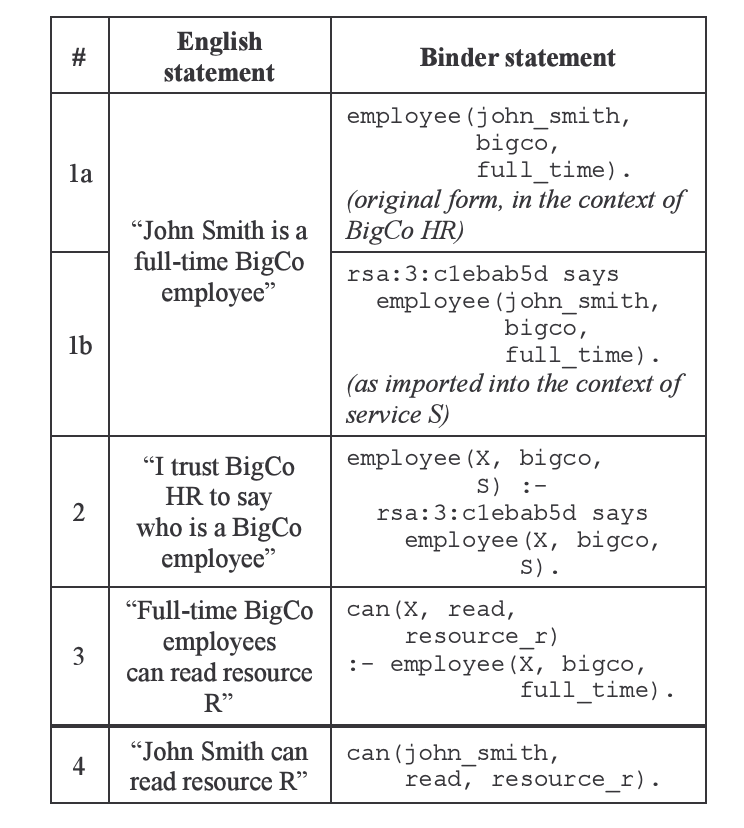 #
English
statement
Binder statement
1a
“John Smith is a
full-time BigCo
employee”
employee(john_smith,
bigco,
full_time).
(original form, in the context of
BigCo HR)
1b
rsa:3:c1ebab5d says
employee(john_smith,
bigco,
full_time).
(as imported into the context of
service S)
2
“I trust BigCo
HR to say
who is a BigCo
employee”
employee(X, bigco,
S) :-
rsa:3:c1ebab5d says
employee(X, bigco,
S).
3
“Full-time BigCo
employees
can read resource
R”
can(X, read,
resource_r)
:- employee(X, bigco,
full_time).
4
“John Smith can
read resource R”
can(john_smith,
read, resource_r).